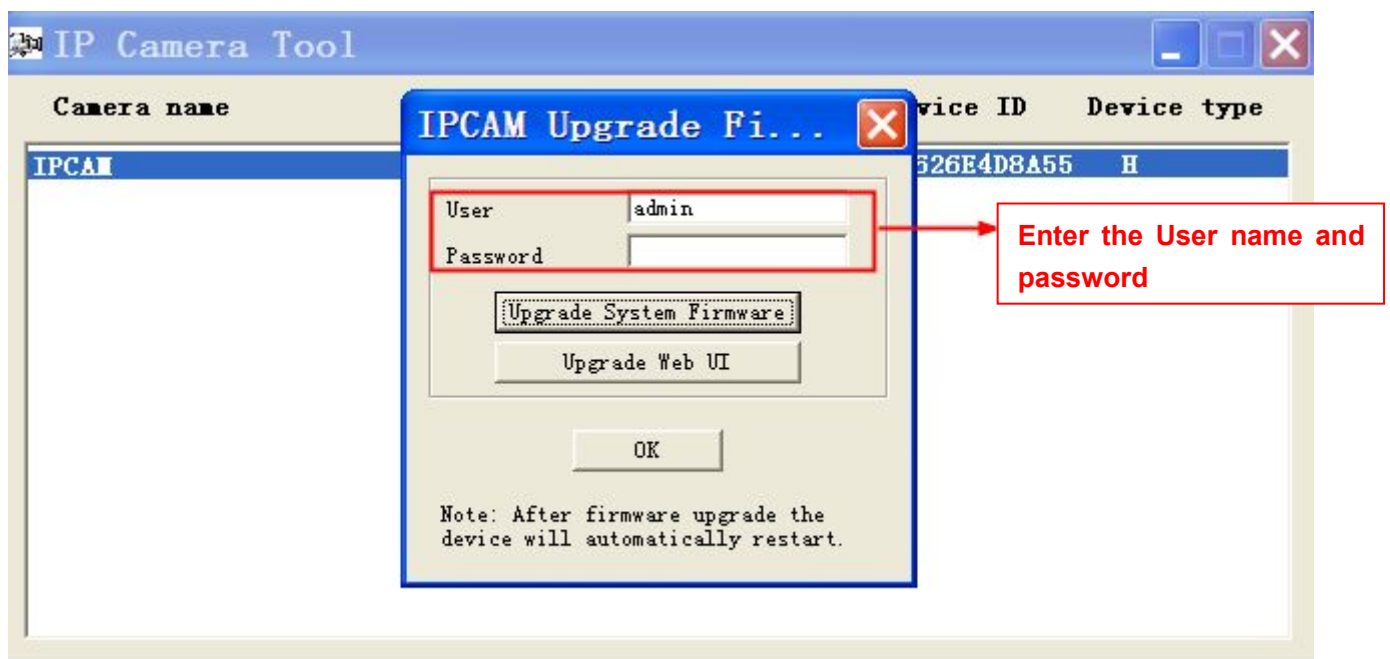 IP Camera Tool
Camera name
vice ID
Device type
IPCAM
626E4D8A55
H
IPCAM Upgrade Fi...
User
admin
Password
Upgrade System Firmware
Upgrade Web UI
OK
Note: After firmware upgrade the
device will automatically restart.
Enter the User name and
password